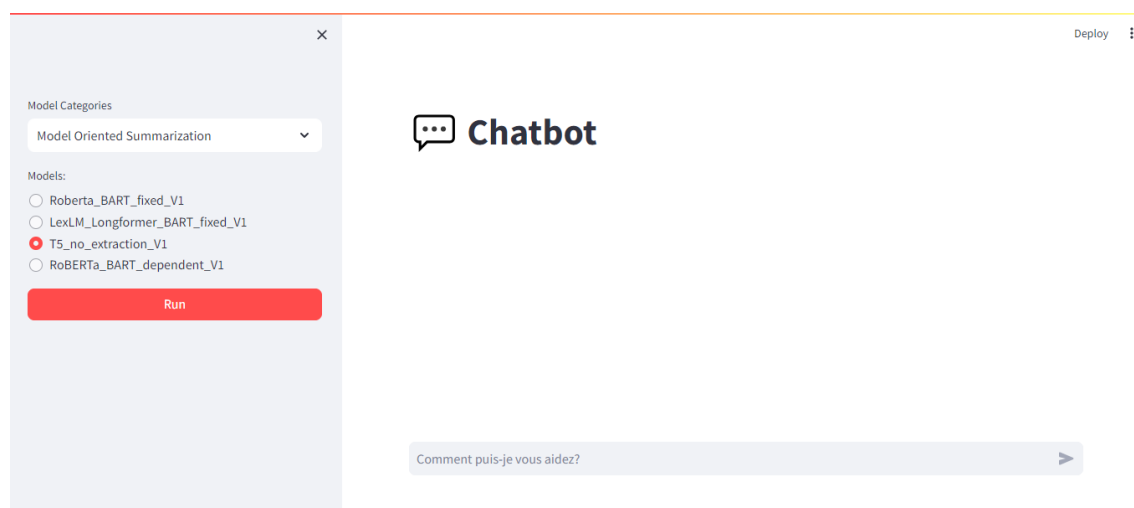 Deploy
Model Categories
Model Oriented Summarization
Models:
Roberta_BART_fixed_V1
LexLM_Longformer_BART_fixed_V1
T5_no_extraction_V1
RoBERTa_BART_dependent_V1
Run
Chatbot
Comment puis-je vous aidez?